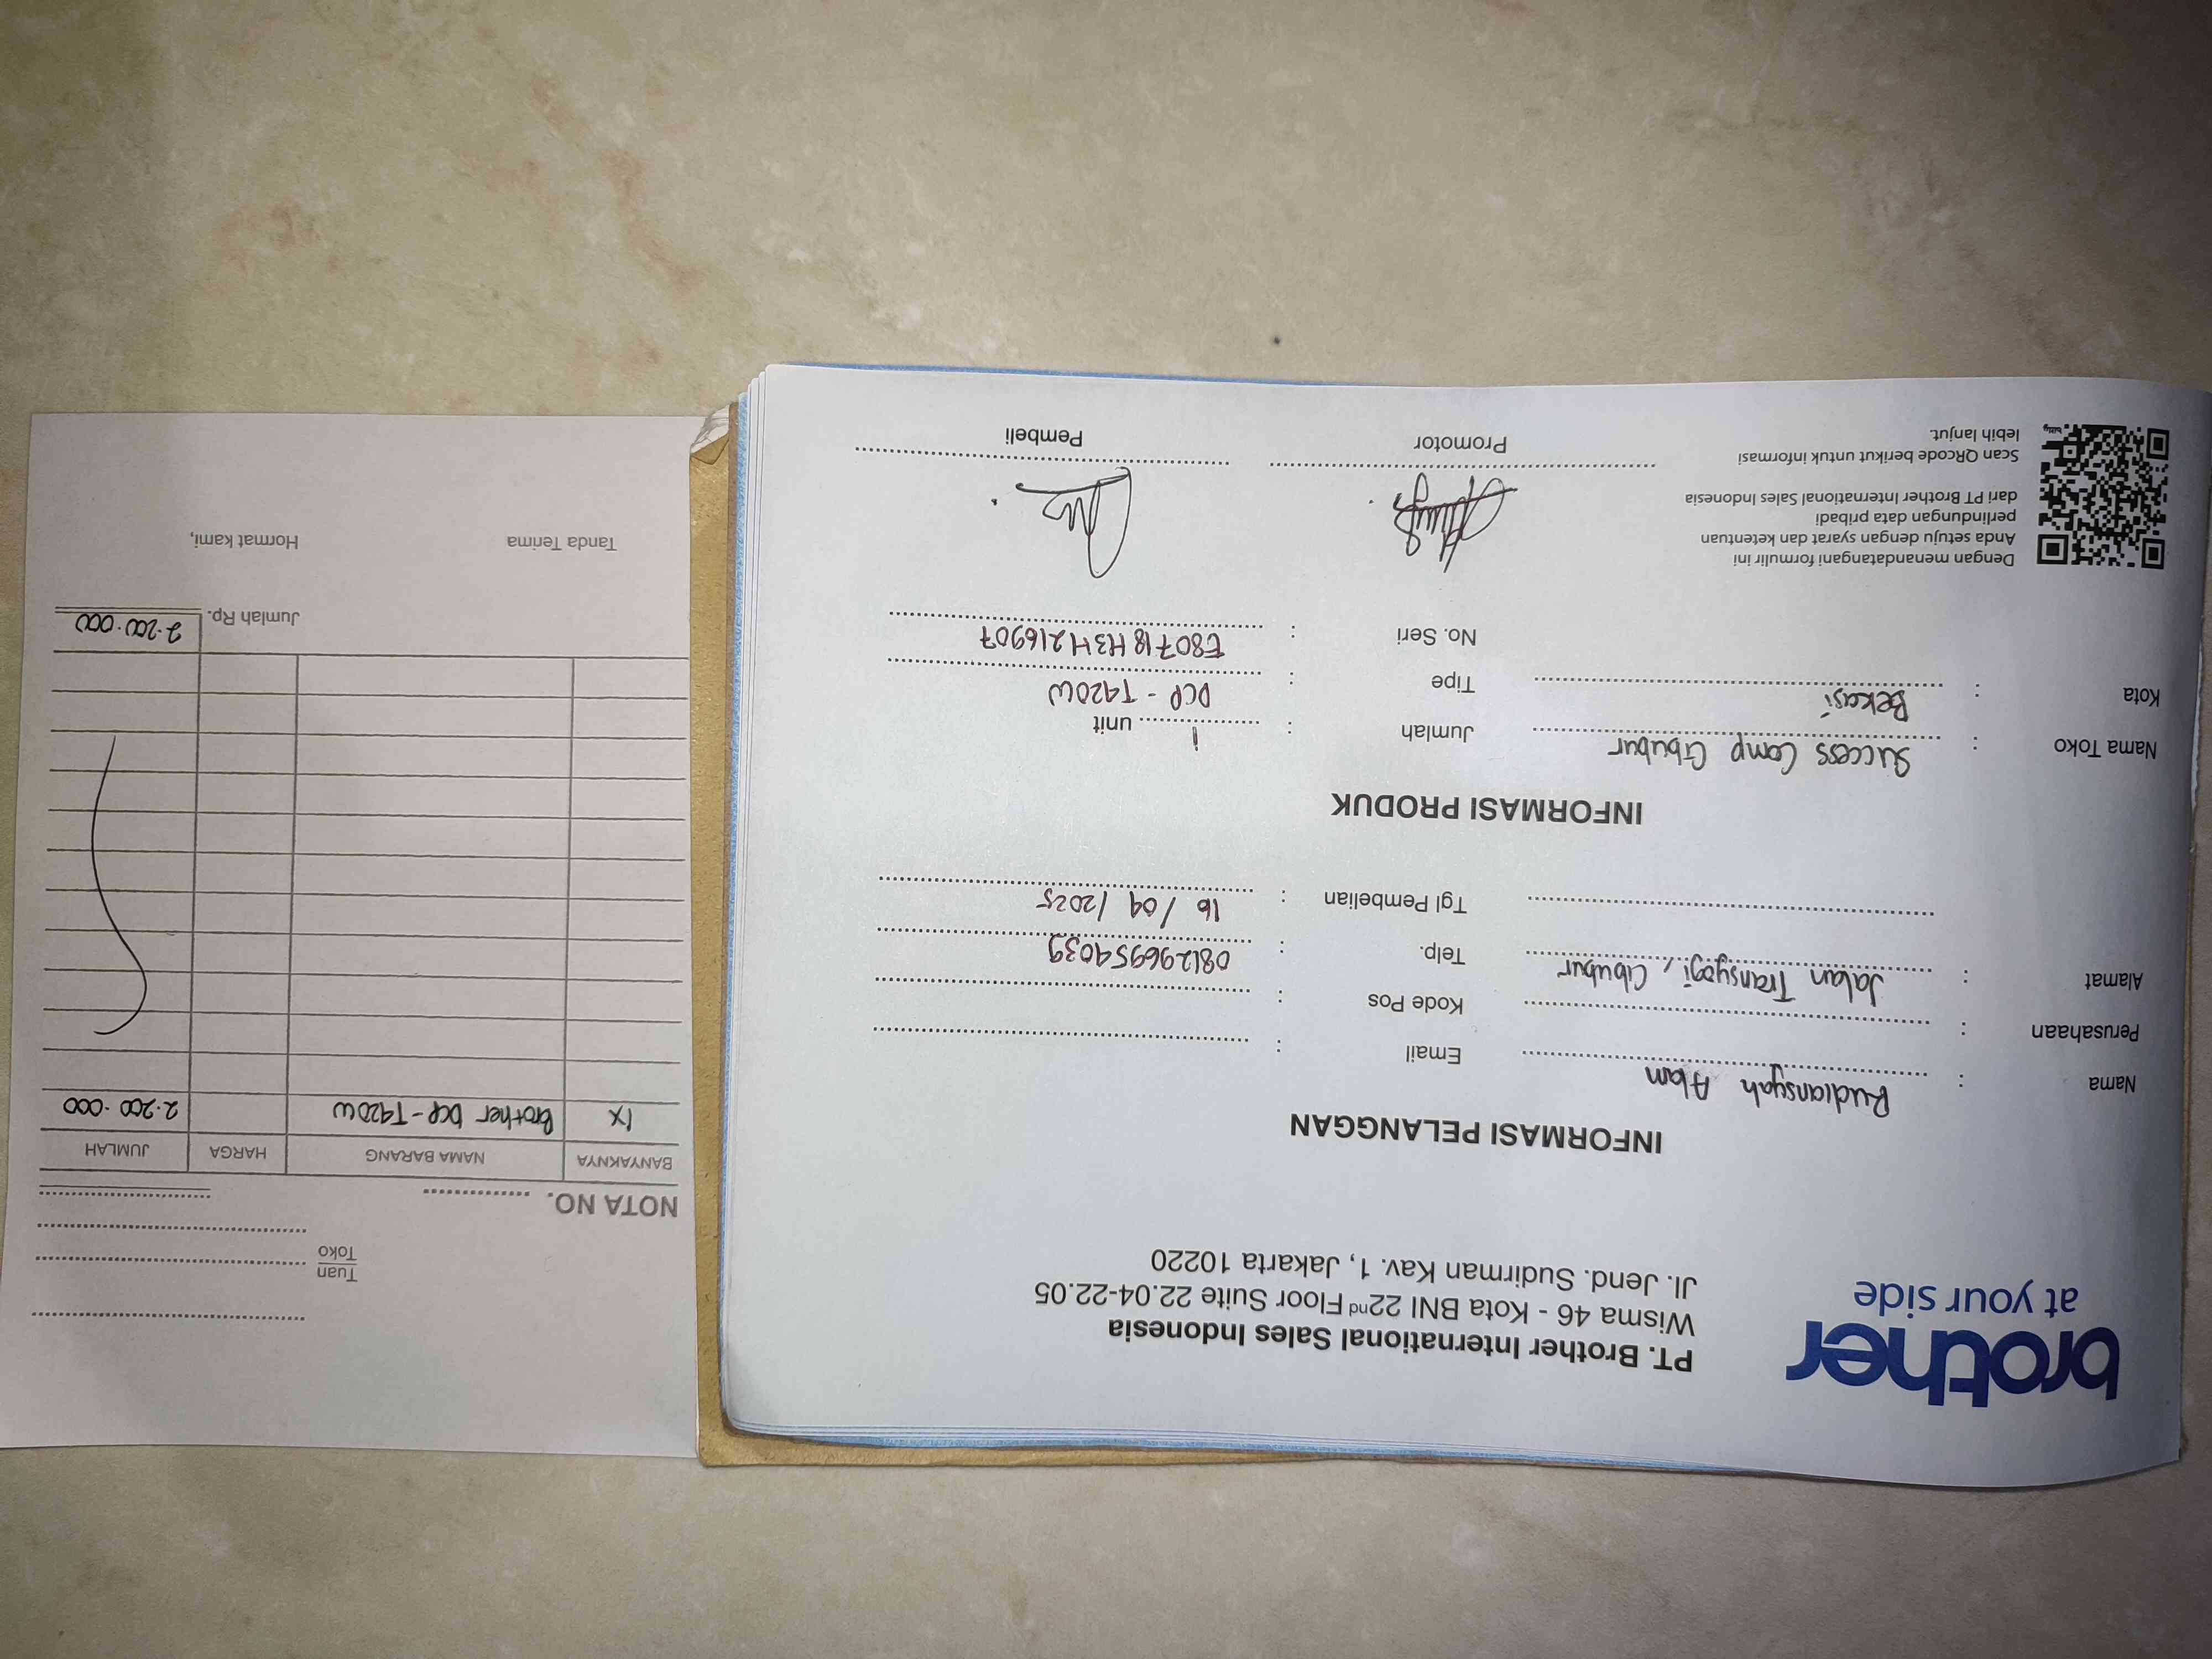 brother
at your side
PT. Brother International Sales Indonesia
Wisma 46 - Kota BNI 22nd Floor Suite 22.04-22.05
Jl. Jend. Sudirman Kav. 1, Jakarta 10220
INFORMASI PELANGGAN
Nama : Rudiansyah Alam
Email :
Perusahaan :
Kode Pos :
Alamat : Jalan Transyogi, Cibubur
Telp. : 081296954039
Tgl Pembelian : 16/09/2025
INFORMASI PRODUK
Nama Toko : Success Comp Cibubur
Jumlah : 1 unit
Kota : Bekasi
Tipe : DCP-T420W
No. Seri : E80718H3H216907
Dengan menandatangani formulir ini
Anda setuju dengan syarat dan ketentuan
perlindungan data pribadi
dari PT Brother International Sales Indonesia
Scan QRcode berikut untuk informasi
lebih lanjut.
Promotor
Pembeli
Tuan
Toko
NOTA NO.
BANYAKNYA NAMA BARANG HARGA JUMLAH
1x Brother DCP-T420W 2.200.000
Jumlah Rp. 2.200.000
Tanda Terima Hormat kami,